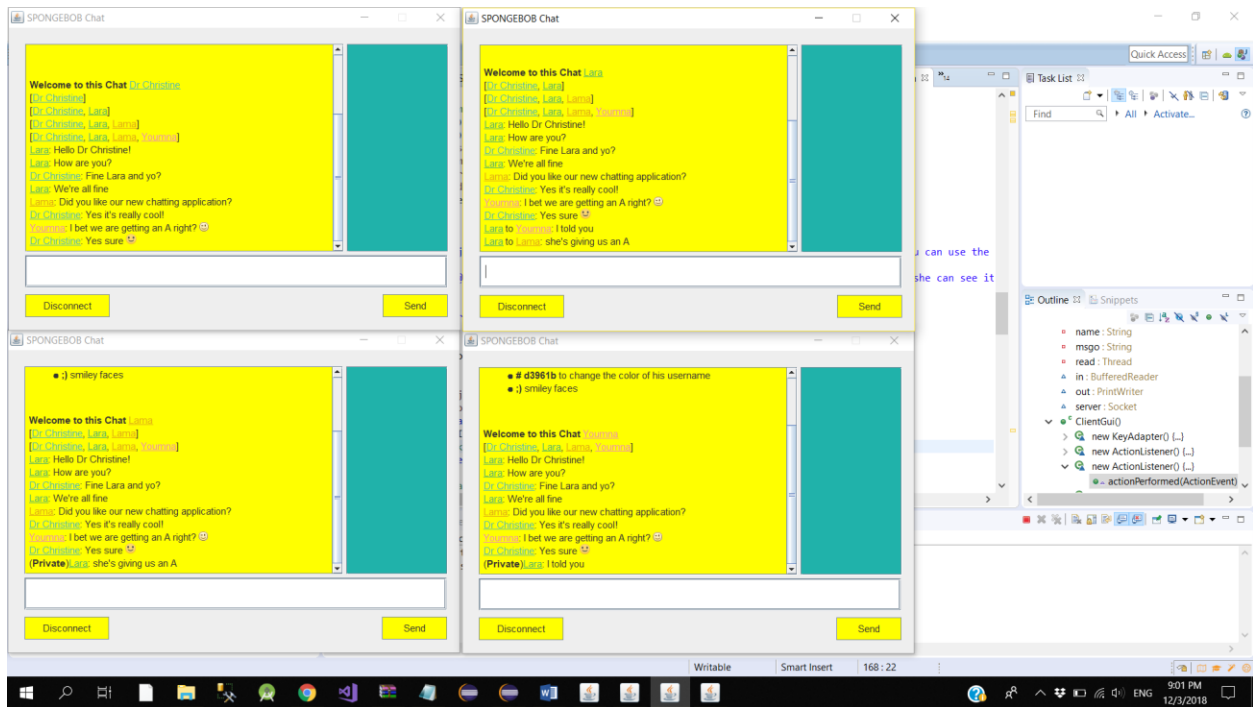 SPONGEBOB Chat
Welcome to this Chat Dr Christine
[Dr Christine]
[Dr Christine, Lara]
[Dr Christine, Lara, Lama]
[Dr Christine, Lara, Lama, Youmna]
Lara: Hello Dr Christine!
Lara: How are you?
Dr Christine: Fine Lara and yo?
Lara: We're all fine
Lama: Did you like our new chatting application?
Dr Christine: Yes it's really cool!
Youmna: I bet we are getting an A right?
Dr Christine: Yes sure
Disconnect
Send
SPONGEBOB Chat
Welcome to this Chat Lara
[Dr Christine, Lara]
[Dr Christine, Lara, Lama]
[Dr Christine, Lara, Lama, Youmna]
Lara: Hello Dr Christine!
Lara: How are you?
Dr Christine: Fine Lara and yo?
Lara: We're all fine
Lama: Did you like our new chatting application?
Dr Christine: Yes it's really cool!
Youmna: I bet we are getting an A right?
Dr Christine: Yes sure
Lara to Youmna: I told you
Lara to Lama: she's giving us an A
Disconnect
Send
SPONGEBOB Chat
;) smiley faces
Welcome to this Chat Lama
[Dr Christine, Lara, Lama]
[Dr Christine, Lara, Lama, Youmna]
Lara: Hello Dr Christine!
Lara: How are you?
Dr Christine: Fine Lara and yo?
Lara: We're all fine
Lama: Did you like our new chatting application?
Dr Christine: Yes it's really cool!
Youmna: I bet we are getting an A right?
Dr Christine: Yes sure
(Private)Lara: she's giving us an A
Disconnect
Send
SPONGEBOB Chat
# d3961b to change the color of his username
;) smiley faces
Welcome to this Chat Youmna
[Dr Christine, Lara, Lama, Youmna]
Lara: Hello Dr Christine!
Lara: How are you?
Dr Christine: Fine Lara and yo?
Lara: We're all fine
Lama: Did you like our new chatting application?
Dr Christine: Yes it's really cool!
Youmna: I bet we are getting an A right?
Dr Christine: Yes sure
(Private)Lara: I told you
Disconnect
Send
can use the
she can see it
Quick Access
Task List
Find
All
Activate...
Outline
Snippets
name : String
msgo : String
read : Thread
in : BufferedReader
out : PrintWriter
server : Socket
ClientGui()
new KeyAdapter() {...}
new ActionListener() {...}
new ActionListener() {...}
actionPerformed(ActionEvent)
Writable
Smart Insert
168 : 22
ENG
9:01 PM
12/3/2018